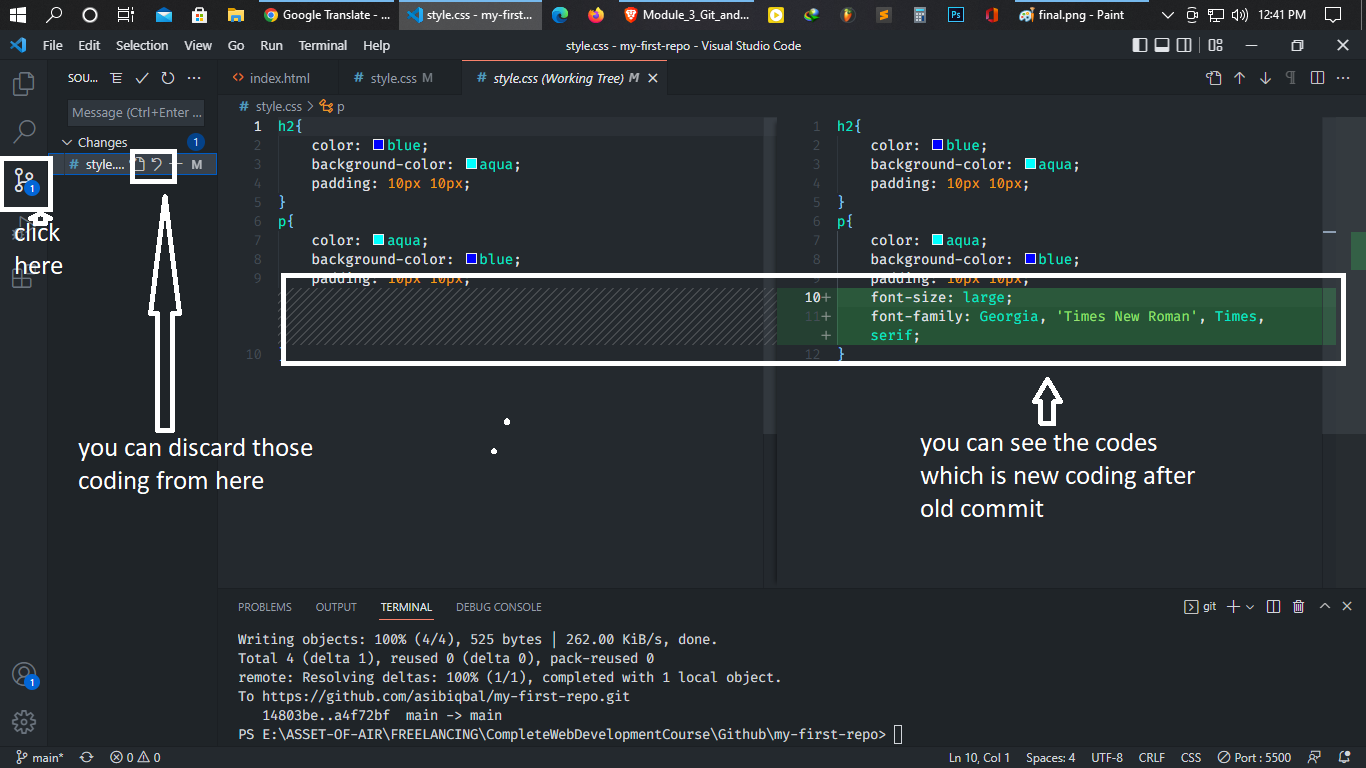 Google Translate - ...
style.css - my-first...
Module_3_Git_and...
final.png - Paint
12:41 PM
File Edit Selection View Go Run Terminal Help
style.css - my-first-repo - Visual Studio Code
SOU...
index.html
style.css M
style.css (Working Tree) M
Message (Ctrl+Enter ...
style.css > p
Changes 1
style.... M
1
click
here
you can discard those
coding from here
1 h2{
2 color: blue;
3 background-color: aqua;
4 padding: 10px 10px;
5 }
6 p{
7 color: aqua;
8 background-color: blue;
9 padding: 10px 10px;
10
1 h2{
2 color: blue;
3 background-color: aqua;
4 padding: 10px 10px;
5 }
6 p{
7 color: aqua;
8 background-color: blue;
9 padding: 10px 10px;
10+ font-size: large;
11+ font-family: Georgia, 'Times New Roman', Times,
+ serif;
12 }
you can see the codes
which is new coding after
old commit
PROBLEMS OUTPUT TERMINAL DEBUG CONSOLE
git
Writing objects: 100% (4/4), 525 bytes | 262.00 KiB/s, done.
Total 4 (delta 1), reused 0 (delta 0), pack-reused 0
remote: Resolving deltas: 100% (1/1), completed with 1 local object.
To https://github.com/asibiqbal/my-first-repo.git
14803be..a4f72bf main -> main
PS E:\ASSET-OF-AIR\FREELANCING\CompleteWebDevelopmentCourse\Github\my-first-repo>
1
main* 0 0
Ln 10, Col 1 Spaces: 4 UTF-8 CRLF CSS Port : 5500